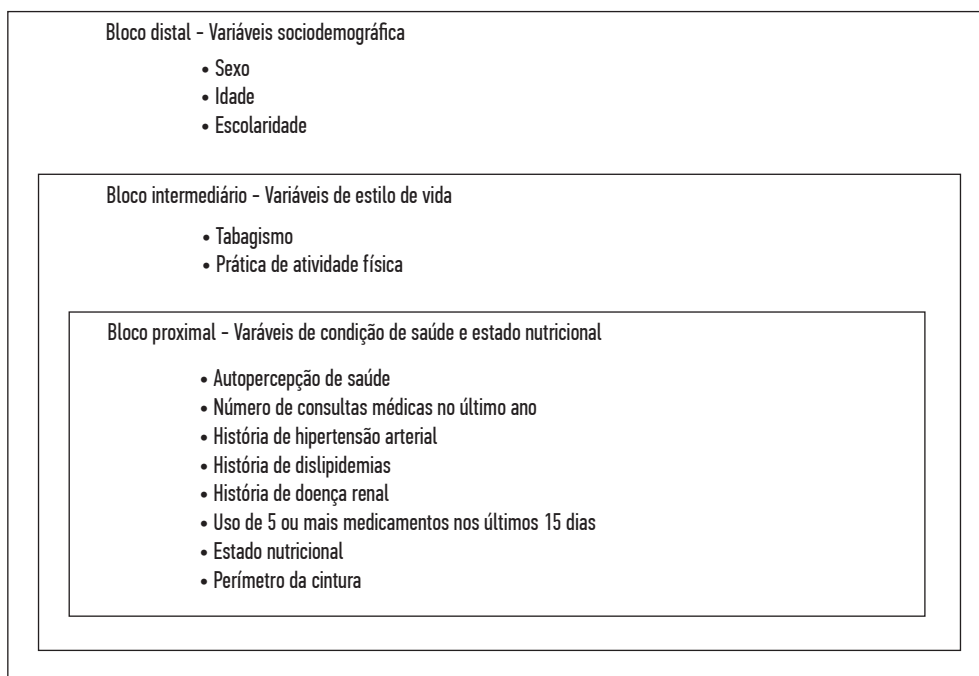 Bloco distal - Variáveis sociodemográfica
• Sexo
• Idade
• Escolaridade
Bloco intermediário - Variáveis de estilo de vida
• Tabagismo
• Prática de atividade física
Bloco proximal - Varáveis de condição de saúde e estado nutricional
• Autopercepção de saúde
• Número de consultas médicas no último ano
• História de hipertensão arterial
• História de dislipidemias
• História de doença renal
• Uso de 5 ou mais medicamentos nos últimos 15 dias
• Estado nutricional
• Perímetro da cintura